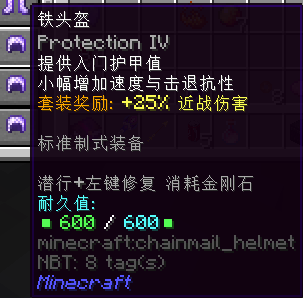 铁头盔
Protection IV
提供入门护甲值
小幅增加速度与击退抗性
套装奖励: +25% 近战伤害
标准制式装备
潜行+左键修复 消耗金刚石
耐久值:
▪ 600 / 600 ▪
minecraft:chainmail_helmet
NBT: 8 tag(s)
Minecraft